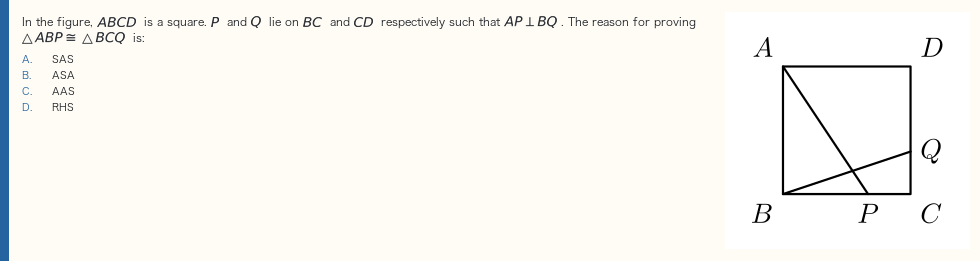 In the figure, ABCD is a square. P and Q lie on BC and CD respectively such that AP ⊥ BQ . The reason for proving
△ABP ≅ △BCQ is:
A. SAS
B. ASA
C. AAS
D. RHS
A D
Q
B P C